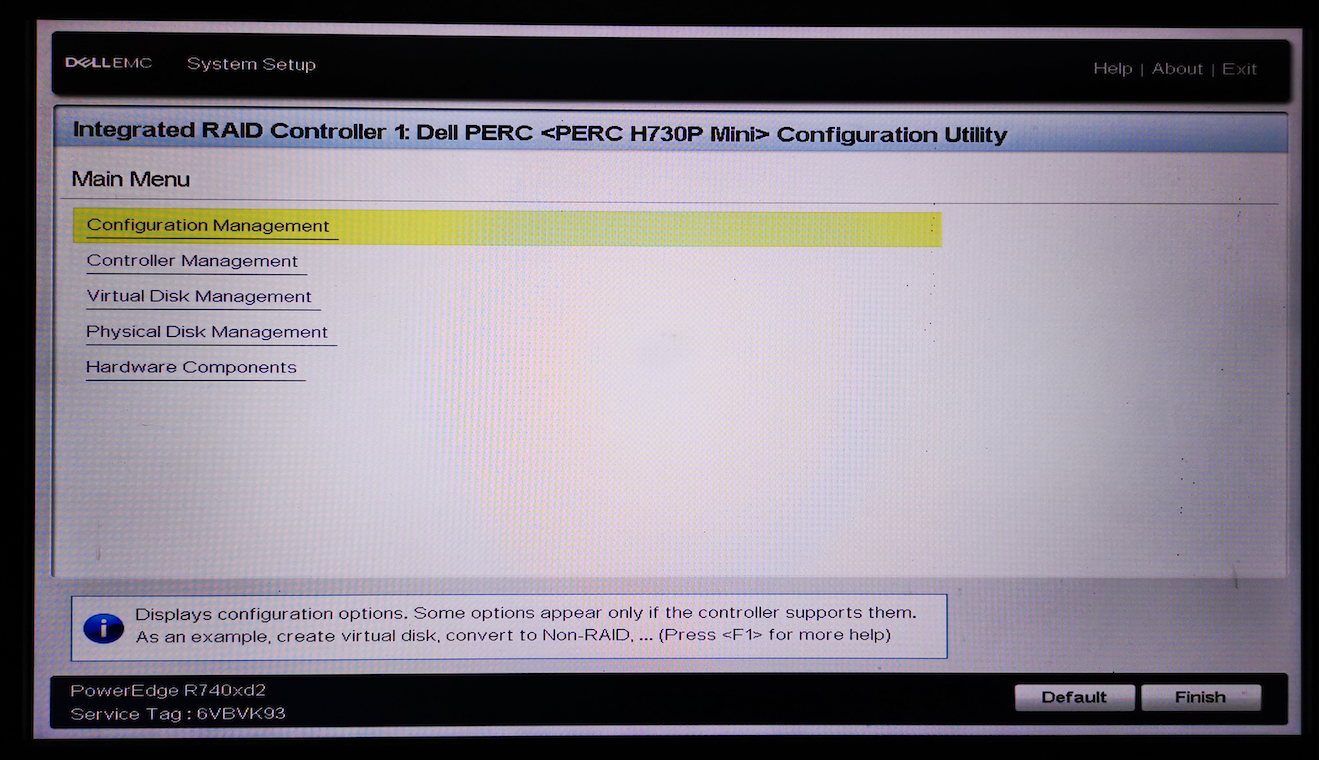 DELLEMC System Setup
Help | About | Exit
Integrated RAID Controller 1: Dell PERC <PERC H730P Mini> Configuration Utility
Main Menu
Configuration Management
Controller Management
Virtual Disk Management
Physical Disk Management
Hardware Components
Displays configuration options. Some options appear only if the controller supports them.
As an example, create virtual disk, convert to Non-RAID, ... (Press <F1> for more help)
PowerEdge R740xd2
Service Tag : 6VBVK93
Default
Finish